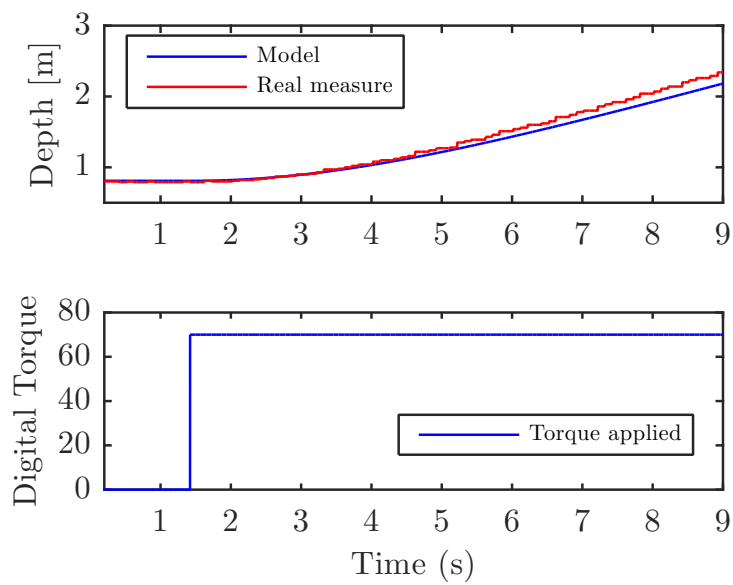 3
2
1
Depth [m]
Model
Real measure
1 2 3 4 5 6 7 8 9
80
60
40
20
0
Digital Torque
Torque applied
1 2 3 4 5 6 7 8 9
Time (s)